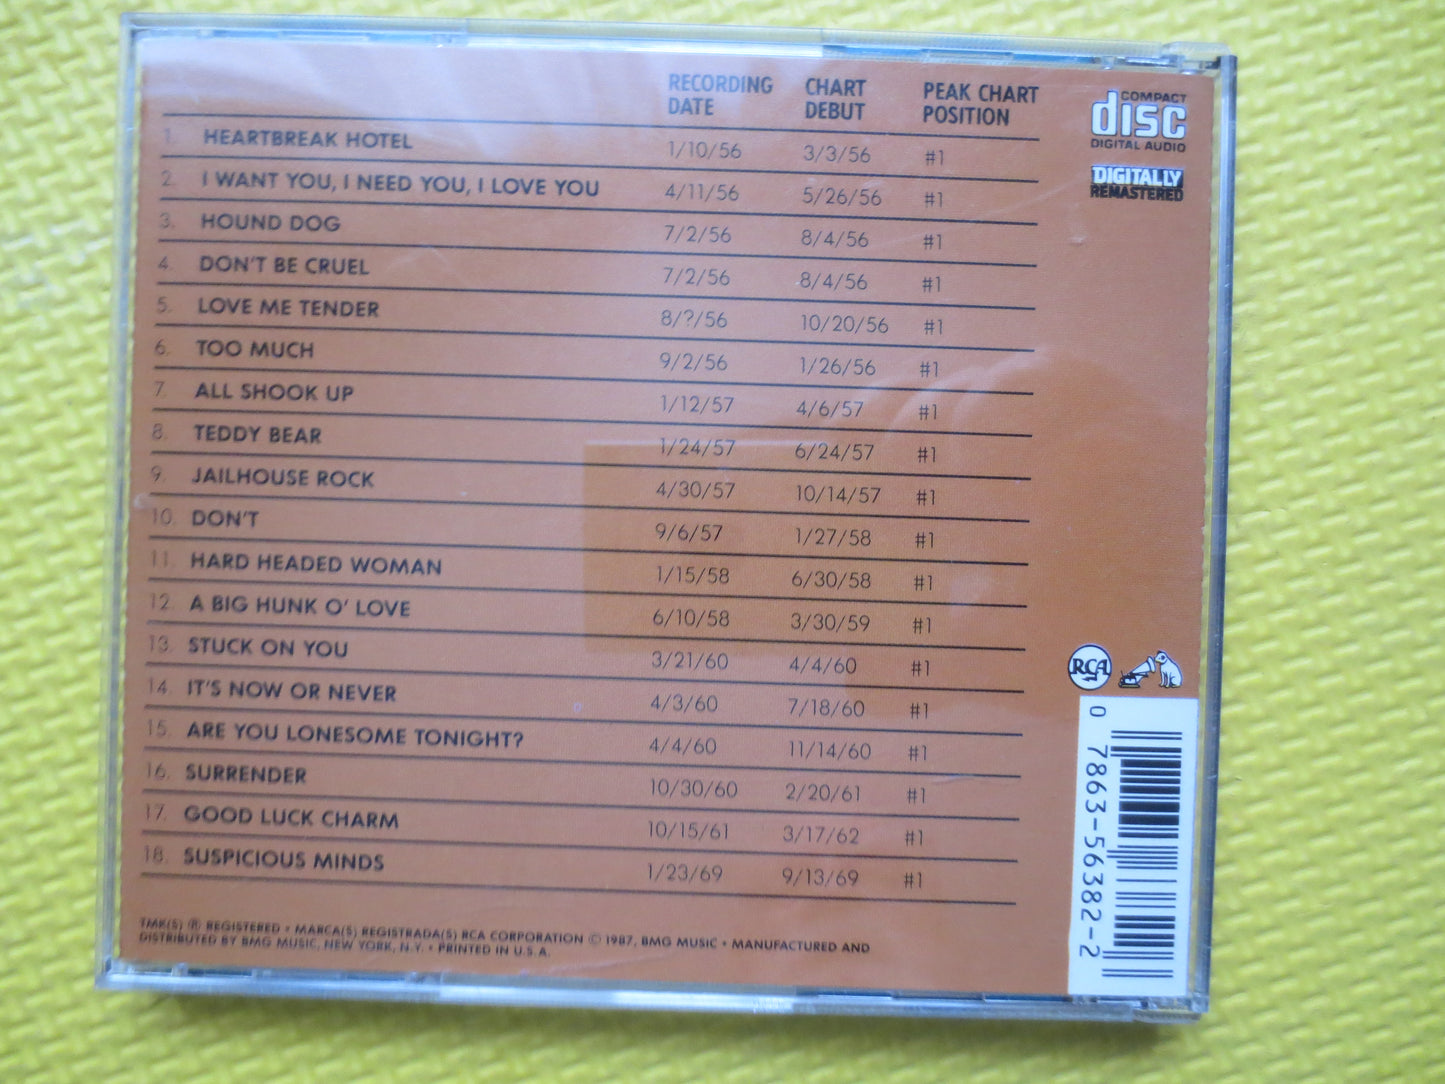 RECORDING DATE CHART DEBUT PEAK CHART POSITION
1. HEARTBREAK HOTEL 1/10/56 3/3/56 #1
2. I WANT YOU, I NEED YOU, I LOVE YOU 4/11/56 5/26/56 #1
3. HOUND DOG 7/2/56 8/4/56 #1
4. DON'T BE CRUEL 7/2/56 8/4/56 #1
5. LOVE ME TENDER 8/?/56 10/20/56 #1
6. TOO MUCH 9/2/56 1/26/56 #1
7. ALL SHOOK UP 1/12/57 4/6/57 #1
8. TEDDY BEAR 1/24/57 6/24/57 #1
9. JAILHOUSE ROCK 4/30/57 10/14/57 #1
10. DON'T 9/6/57 1/27/58 #1
11. HARD HEADED WOMAN 1/15/58 6/30/58 #1
12. A BIG HUNK O' LOVE 6/10/58 3/30/59 #1
13. STUCK ON YOU 3/21/60 4/4/60 #1
14. IT'S NOW OR NEVER 4/3/60 7/18/60 #1
15. ARE YOU LONESOME TONIGHT? 4/4/60 11/14/60 #1
16. SURRENDER 10/30/60 2/20/61 #1
17. GOOD LUCK CHARM 10/15/61 3/17/62 #1
18. SUSPICIOUS MINDS 1/23/69 9/13/69 #1
TMK(S) ® REGISTERED • MARCA(S) REGISTRADA(S) RCA CORPORATION © 1987, BMG MUSIC • MANUFACTURED AND
DISTRIBUTED BY BMG MUSIC, NEW YORK, N.Y. • PRINTED IN U.S.A.
COMPACT
disc
DIGITAL AUDIO
DIGITALLY
REMASTERED
RCA
0 7863-56382-2